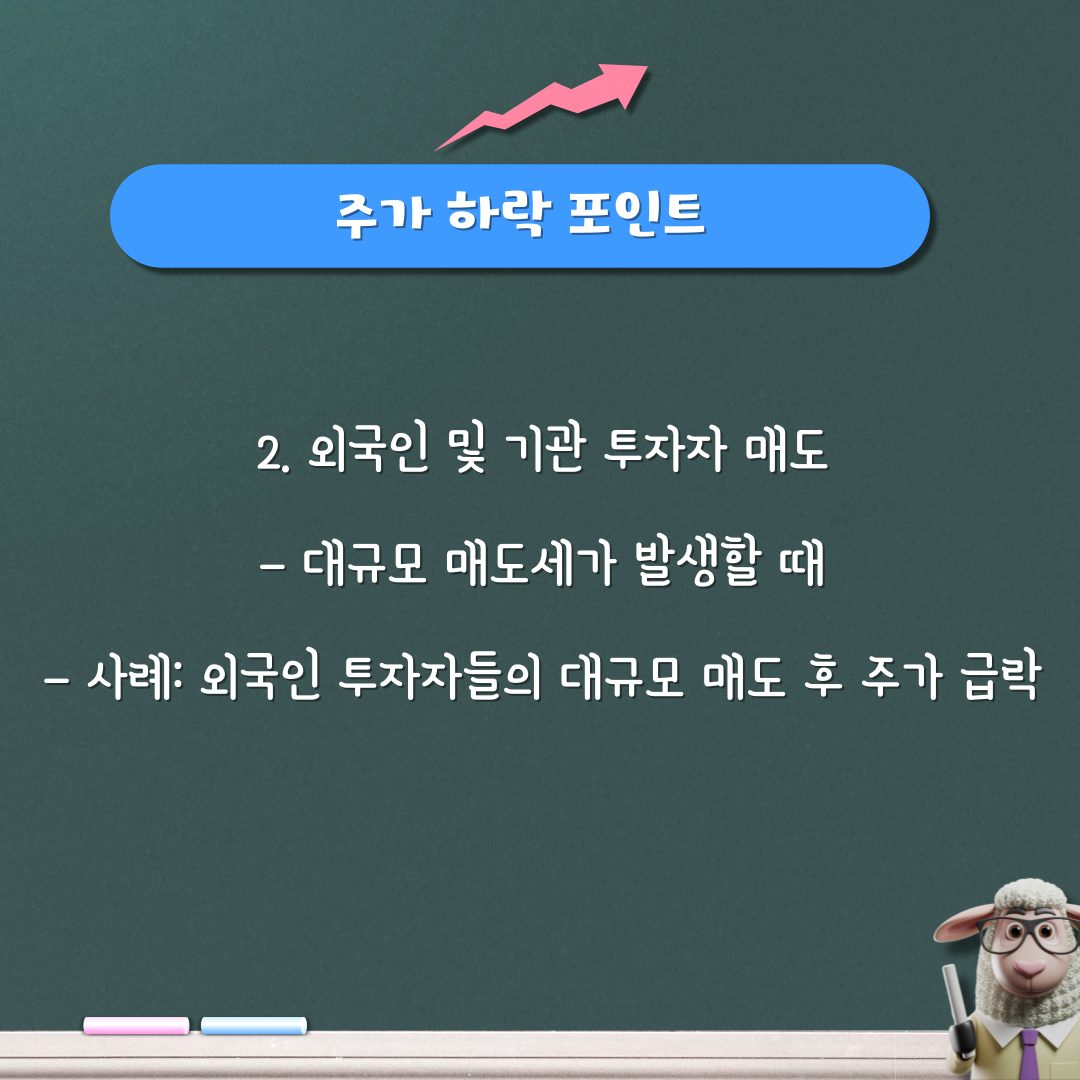 주가 하락 포인트
2. 외국인 및 기관 투자자 매도
- 대규모 매도세가 발생할 때
- 사례: 외국인 투자자들의 대규모 매도 후 주가 급락